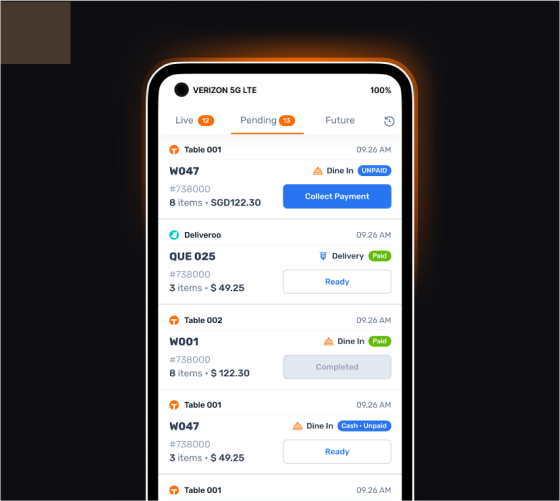 VERIZON 5G LTE 100%
Live 12 Pending 13 Future
Table 001 09.26 AM
W047 Dine In UNPAID
#738000
8 items • SGD122.30 Collect Payment
Deliveroo 09.26 AM
QUE 025 Delivery Paid
#738000
3 items • $ 49.25 Ready
Table 002 09.26 AM
W001 Dine In Paid
#738000
8 items • $ 122.30 Completed
Table 001 09.26 AM
W047 Dine In Cash • Unpaid
#738000
3 items • $ 49.25 Ready
Table 001 09.26 AM